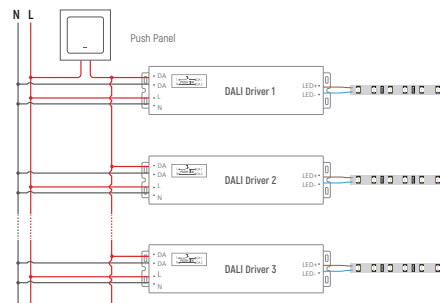 N L
Push Panel
DA
DA
L
N
DALI Driver 1
LED+
LED-
DA
DA
L
N
DALI Driver 2
LED+
LED-
DA
DA
L
N
DALI Driver 3
LED+
LED-